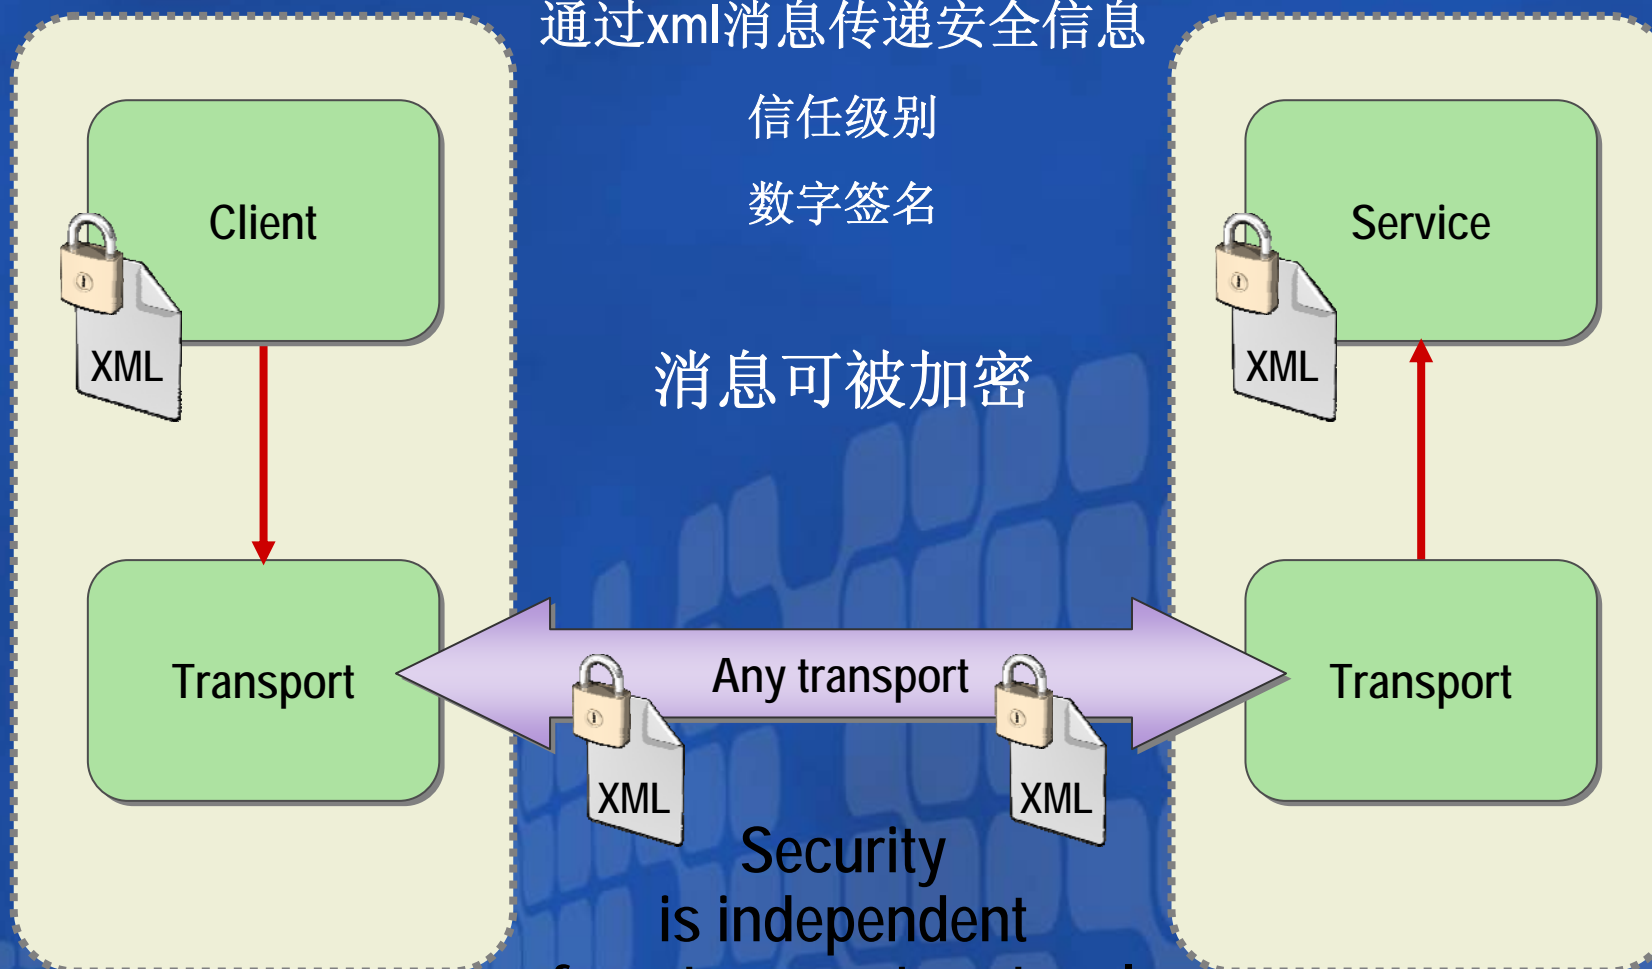 通过xml消息传递安全信息
信任级别
数字签名
消息可被加密
Client
XML
Service
XML
Transport
Any transport
Transport
XML
XML
Security
is independent